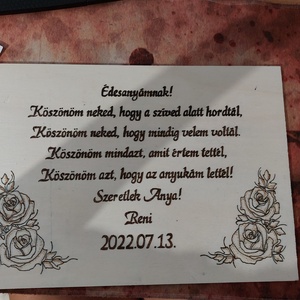 Édesanyámnak!
Köszönöm neked, hogy a szíved alatt hordtál,
Köszönöm neked, hogy mindig velem voltál.
Köszönöm mindazt, amit értem tettél,
Köszönöm azt, hogy az anyukám lettél!
Szeretlek Anya!
Reni
2022.07.13.